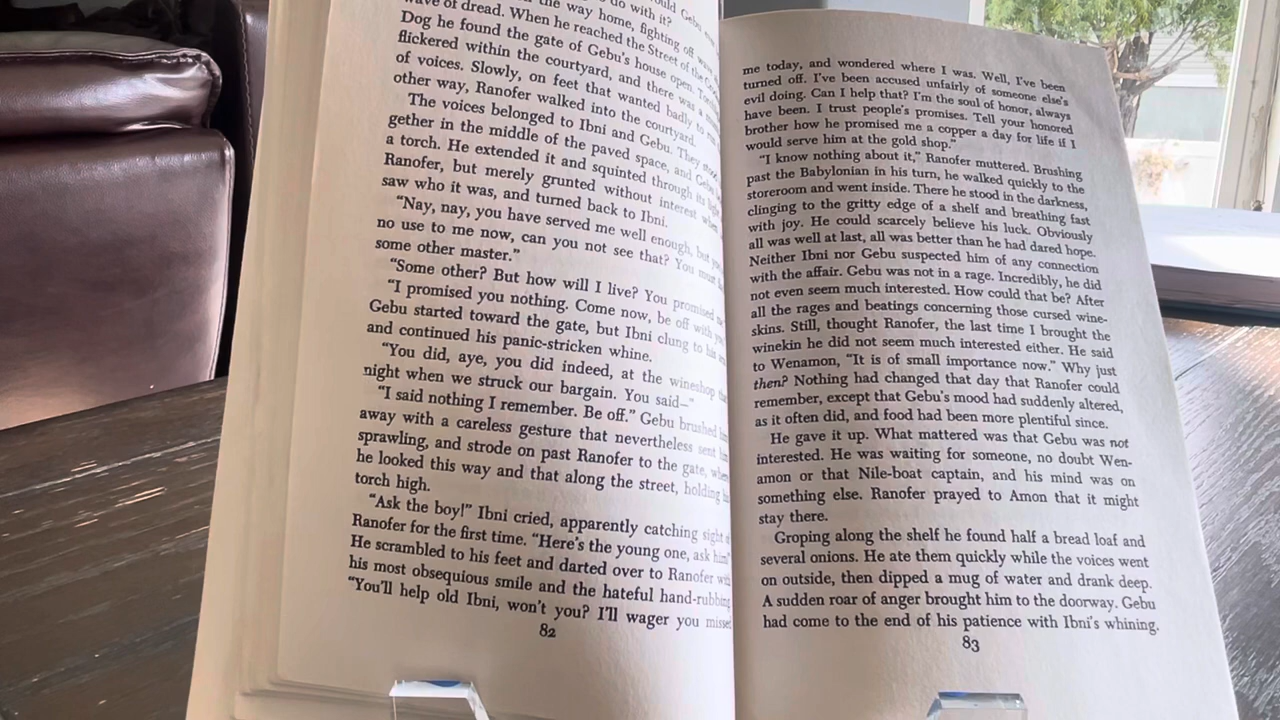 ould Gebu
do with it?
the way home, fighting off
wave of dread. When he reached the Street of the
Dog he found the gate of Gebu's house open.
flickered within the courtyard, and there was a
of voices. Slowly, on feet that wanted badly to
other way, Ranofer walked into the courtyard.
The voices belonged to Ibni and Gebu. They stood
gether in the middle of the paved space, and Gebu
a torch. He extended it and squinted through its
Ranofer, but merely grunted without interest
saw who it was, and turned back to Ibni.
"Nay, nay, you have served me well enough, but
no use to me now, can you not see that? You must
some other master."
"Some other? But how will I live? You promised
"I promised you nothing. Come now, be off with
Gebu started toward the gate, but Ibni clung to his
and continued his panic-stricken whine.
"You did, aye, you did indeed, at the wineshop
night when we struck our bargain. You said—"
"I said nothing I remember. Be off." Gebu brushed
away with a careless gesture that nevertheless sent
sprawling, and strode on past Ranofer to the gate,
he looked this way and that along the street, holding
torch high.
"Ask the boy!" Ibni cried, apparently catching sight
Ranofer for the first time. "Here's the young one, ask him"
He scrambled to his feet and darted over to Ranofer
his most obsequious smile and the hateful hand-rubbing
"You'll help old Ibni, won't you? I'll wager you missed
82
me today, and wondered where I was. Well, I've been
turned off. I've been accused unfairly of someone else's
evil doing. Can I help that? I'm the soul of honor, always
have been. I trust people's promises. Tell your honored
brother how he promised me a copper a day for life if I
would serve him at the gold shop."
"I know nothing about it," Ranofer muttered. Brushing
past the Babylonian in his turn, he walked quickly to the
storeroom and went inside. There he stood in the darkness,
clinging to the gritty edge of a shelf and breathing fast
with joy. He could scarcely believe his luck. Obviously
all was well at last, all was better than he had dared hope.
Neither Ibni nor Gebu suspected him of any connection
with the affair. Gebu was not in a rage. Incredibly, he did
not even seem much interested. How could that be? After
all the rages and beatings concerning those cursed wine-
skins. Still, thought Ranofer, the last time I brought the
winekin he did not seem much interested either. He said
to Wenamon, "It is of small importance now." Why just
then? Nothing had changed that day that Ranofer could
remember, except that Gebu's mood had suddenly altered,
as it often did, and food had been more plentiful since.
He gave it up. What mattered was that Gebu was not
interested. He was waiting for someone, no doubt Wen-
amon or that Nile-boat captain, and his mind was on
something else. Ranofer prayed to Amon that it might
stay there.
Groping along the shelf he found half a bread loaf and
several onions. He ate them quickly while the voices went
on outside, then dipped a mug of water and drank deep.
A sudden roar of anger brought him to the doorway. Gebu
had come to the end of his patience with Ibni's whining.
83